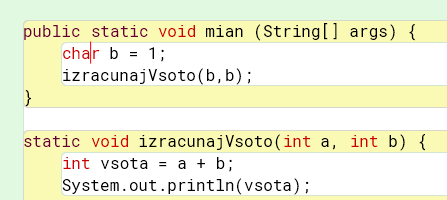 public static void mian (String[] args) {
char b = 1;
izracunajVsoto(b,b);
}
static void izracunajVsoto(int a, int b) {
int vsota = a + b;
System.out.println(vsota);